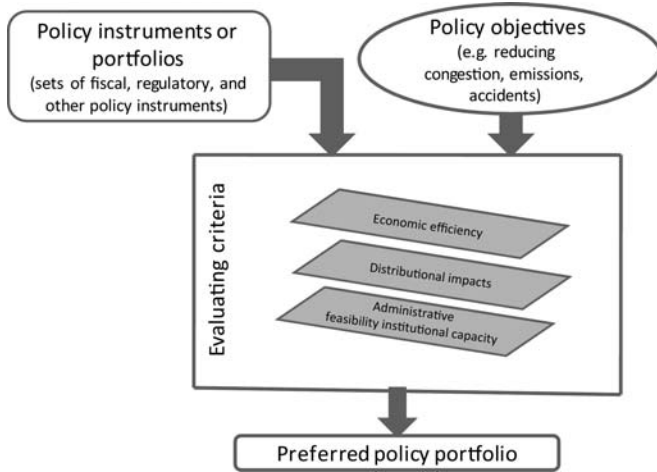 Policy instruments or
portfolios
(sets of fiscal, regulatory, and
other policy instruments)
Policy objectives
(e.g. reducing
congestion, emissions,
accidents)
Evaluating criteria
Economic efficiency
Distributional impacts
Administrative
feasibility institutional capacity
Preferred policy portfolio